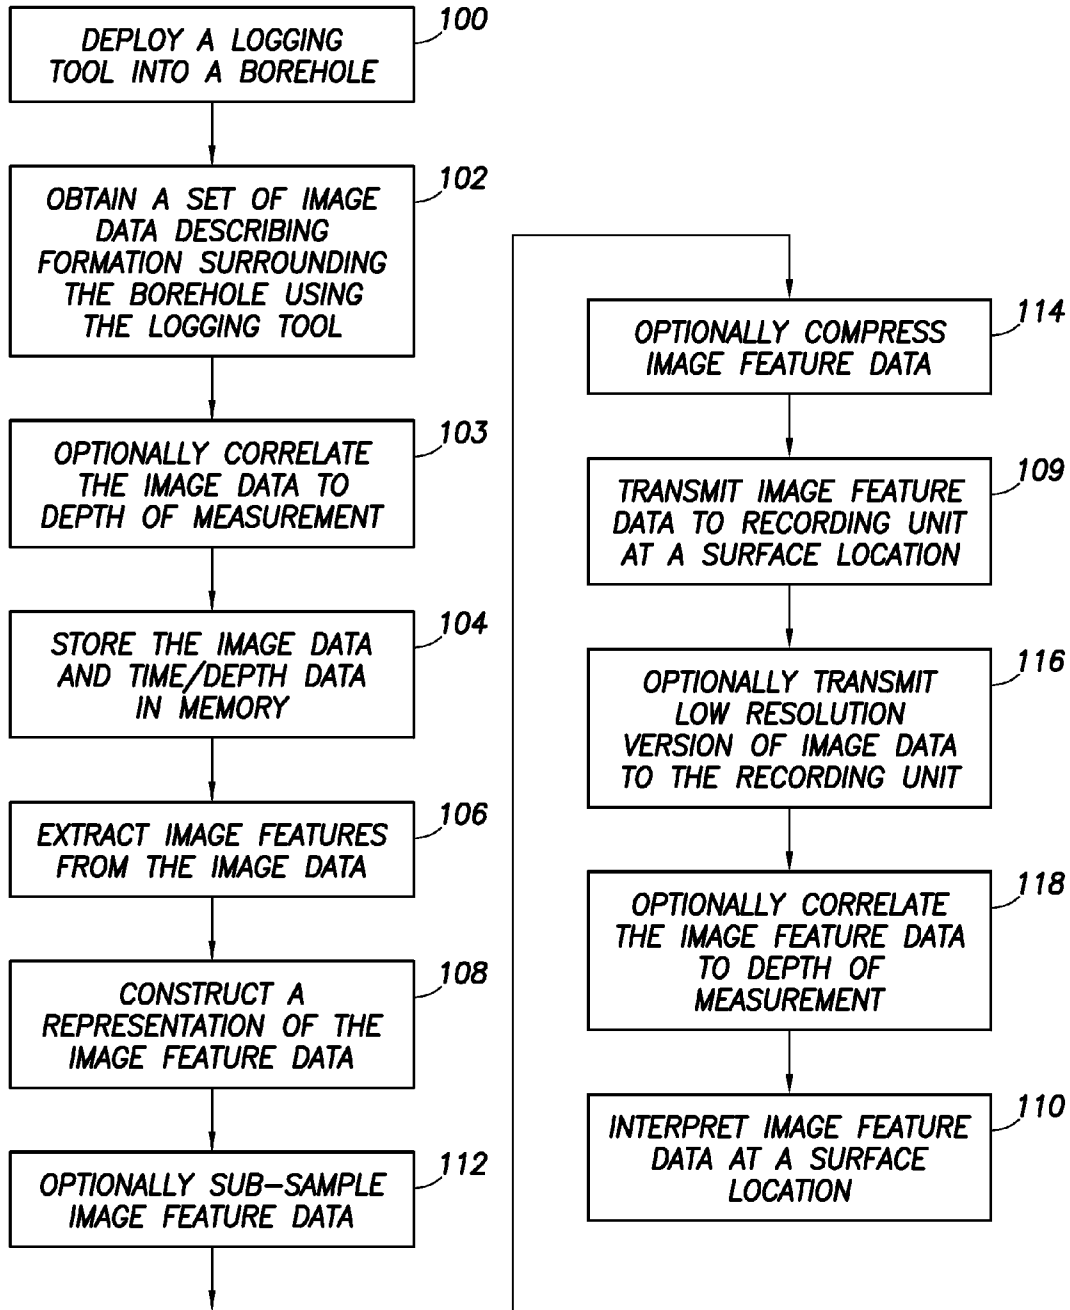 100
DEPLOY A LOGGING
TOOL INTO A BOREHOLE
102
OBTAIN A SET OF IMAGE
DATA DESCRIBING
FORMATION SURROUNDING
THE BOREHOLE USING
THE LOGGING TOOL
103
OPTIONALLY CORRELATE
THE IMAGE DATA TO
DEPTH OF MEASUREMENT
104
STORE THE IMAGE DATA
AND TIME/DEPTH DATA
IN MEMORY
106
EXTRACT IMAGE FEATURES
FROM THE IMAGE DATA
108
CONSTRUCT A
REPRESENTATION OF THE
IMAGE FEATURE DATA
112
OPTIONALLY SUB-SAMPLE
IMAGE FEATURE DATA
114
OPTIONALLY COMPRESS
IMAGE FEATURE DATA
109
TRANSMIT IMAGE FEATURE
DATA TO RECORDING UNIT
AT A SURFACE LOCATION
116
OPTIONALLY TRANSMIT
LOW RESOLUTION
VERSION OF IMAGE DATA
TO THE RECORDING UNIT
118
OPTIONALLY CORRELATE
THE IMAGE FEATURE DATA
TO DEPTH OF
MEASUREMENT
110
INTERPRET IMAGE FEATURE
DATA AT A SURFACE
LOCATION